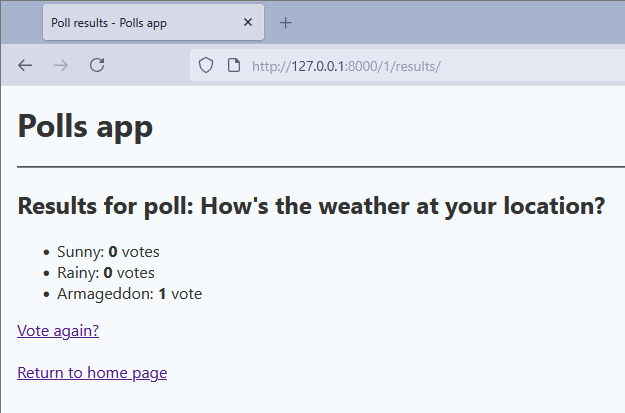 Poll results - Polls app
http://127.0.0.1:8000/1/results/
Polls app
Results for poll: How's the weather at your location?
• Sunny: 0 votes
• Rainy: 0 votes
• Armageddon: 1 vote
Vote again?
Return to home page